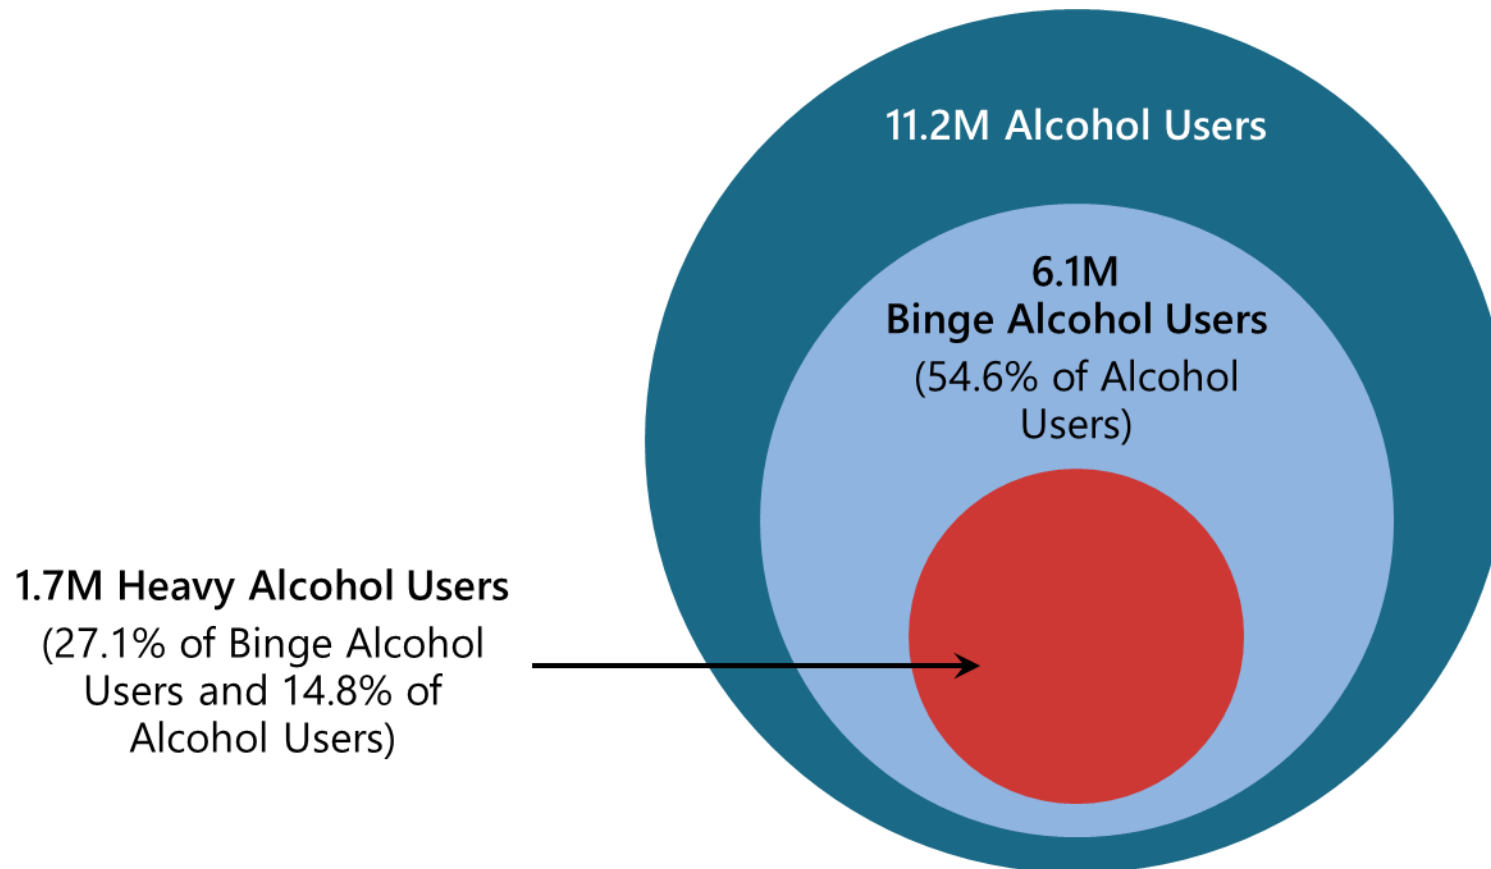 11.2M Alcohol Users
6.1M
Binge Alcohol Users
(54.6% of Alcohol
Users)
1.7M Heavy Alcohol Users
(27.1% of Binge Alcohol
Users and 14.8% of
Alcohol Users)